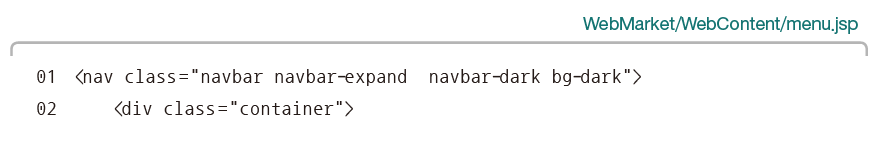 WebMarket/WebContent/menu.jsp
01 <nav class="navbar navbar-expand  navbar-dark bg-dark">
02     <div class="container">